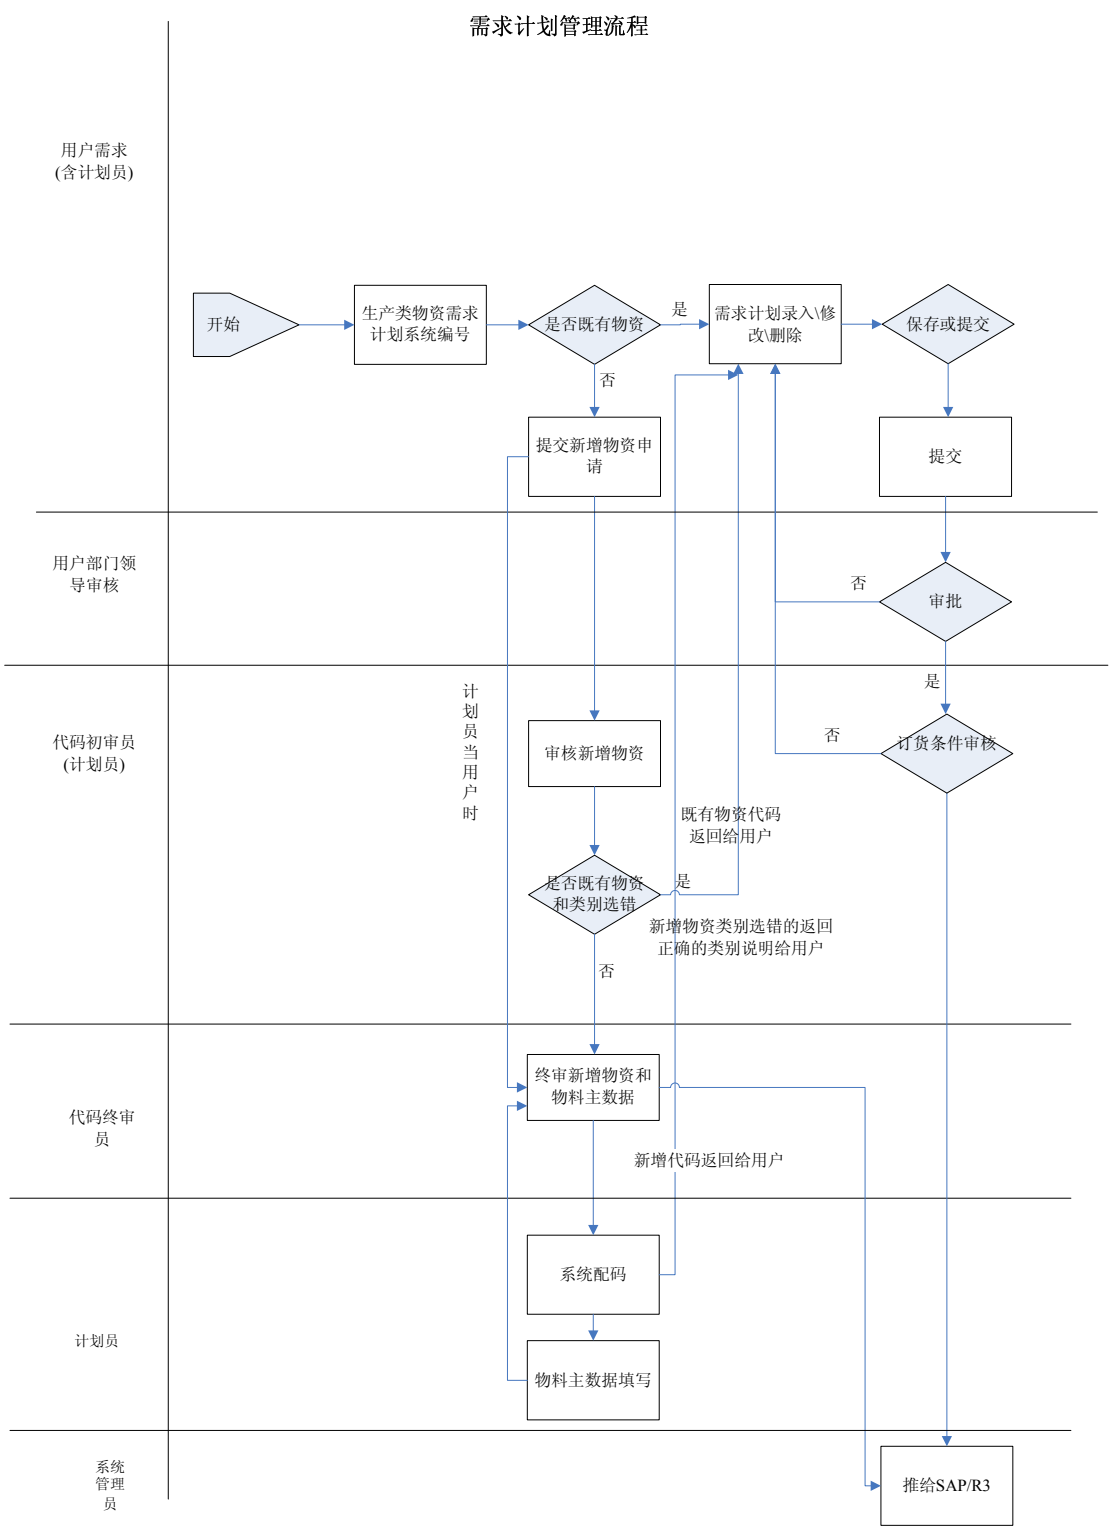 需求计划管理流程
用户需求
(含计划员)
开始
生产类物资需求
计划系统编号
是否既有物资
是
需求计划录入\修
改\删除
保存或提交
否
提交新增物资申
请
提交
用户部门领
导审核
否
审批
是
代码初审员
(计划员)
计
划
员
当
用
户
时
审核新增物资
否
订货条件审核
既有物资代码
返回给用户
是否既有物资
和类别选错
是
新增物资类别选错的返回
正确的类别说明给用户
否
代码终审
员
终审新增物资和
物料主数据
新增代码返回给用户
计划员
系统配码
物料主数据填写
系统
管理
员
推给SAP/R3